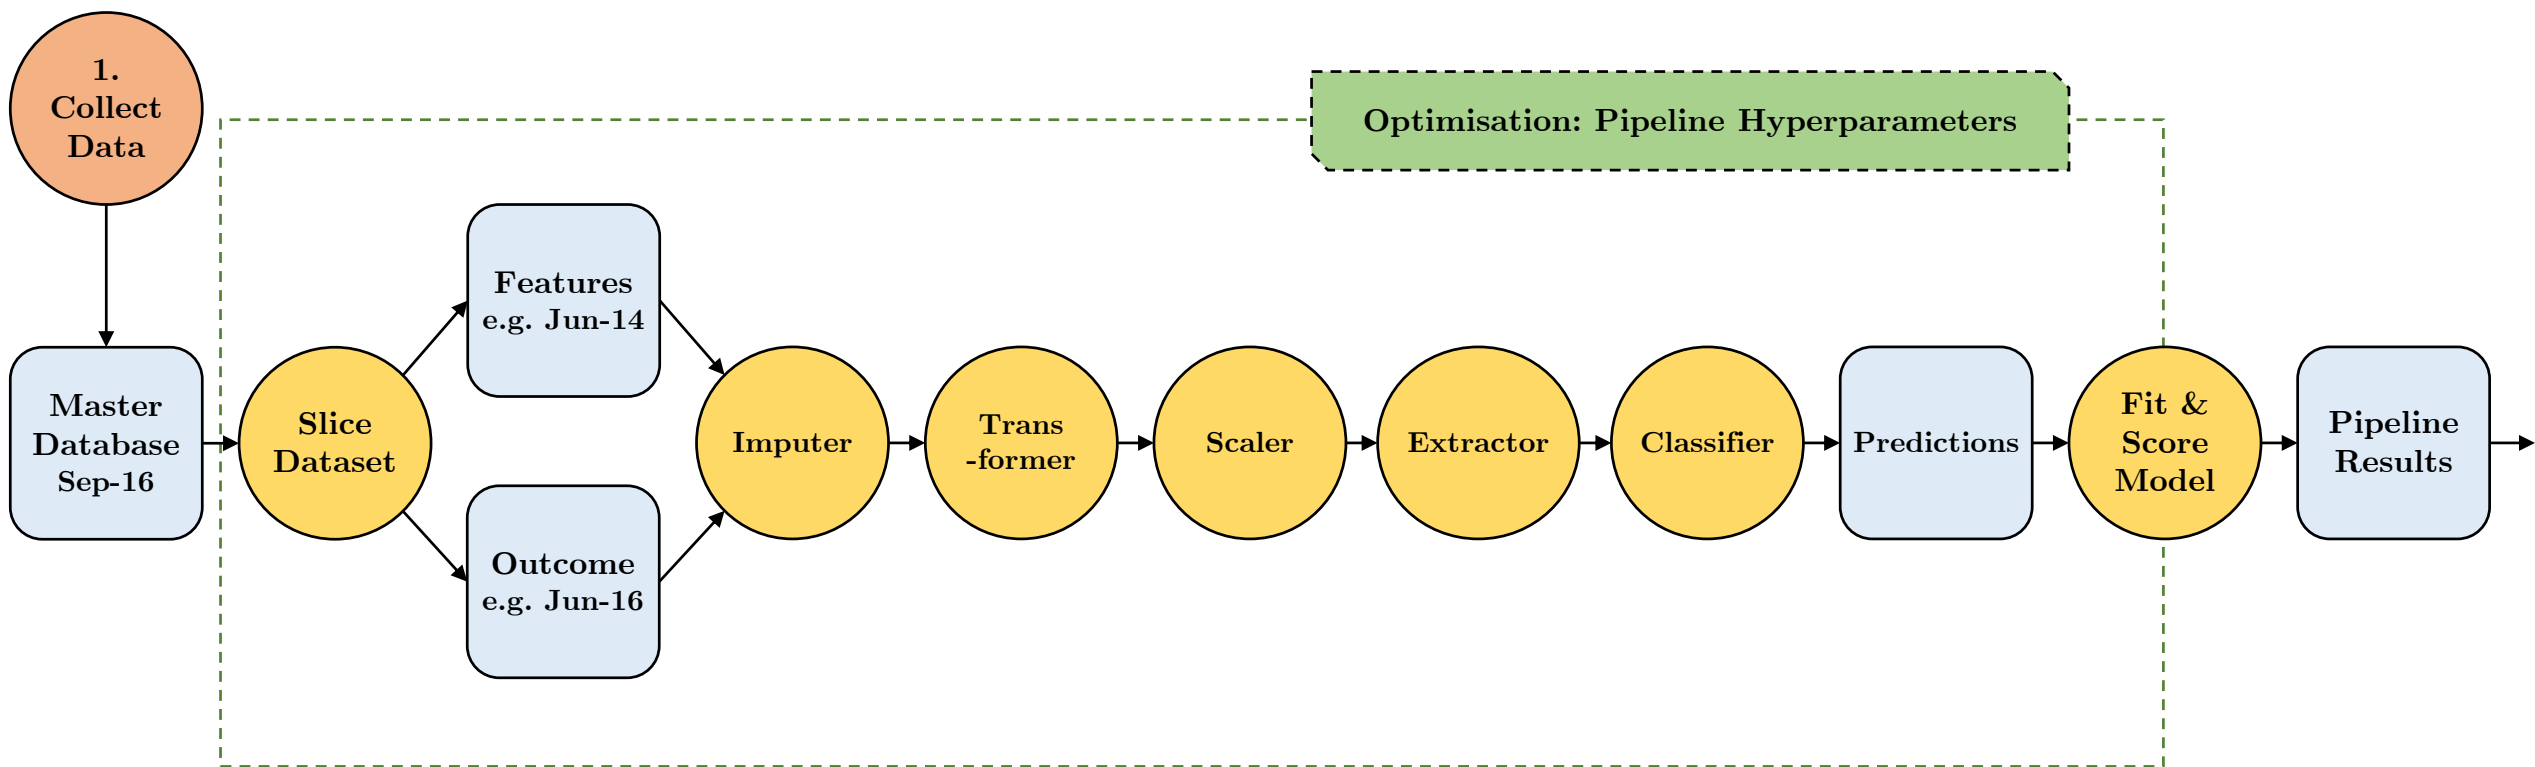 1.
Collect
Data
Optimisation: Pipeline Hyperparameters
Master
Database
Sep-16
Slice
Dataset
Features
e.g. Jun-14
Outcome
e.g. Jun-16
Imputer
Trans
-former
Scaler
Extractor
Classifier
Predictions
Fit &
Score
Model
Pipeline
Results